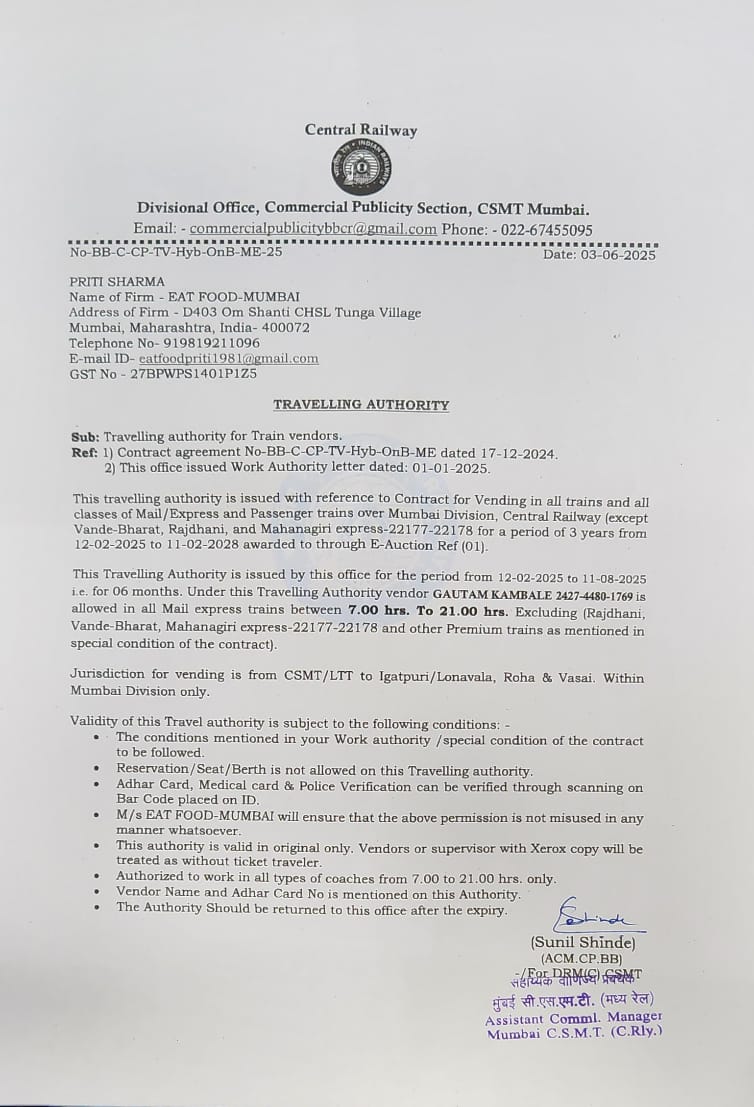 Central Railway
INDIAN RAILWAYS
Divisional Office, Commercial Publicity Section, CSMT Mumbai.
Email: - commercialpublicitybbcr@gmail.com Phone: - 022-67455095
No-BB-C-CP-TV-Hyb-OnB-ME-25 Date: 03-06-2025
PRITI SHARMA
Name of Firm - EAT FOOD-MUMBAI
Address of Firm - D403 Om Shanti CHSL Tunga Village
Mumbai, Maharashtra, India- 400072
Telephone No- 919819211096
E-mail ID- eatfoodpriti1981@gmail.com
GST No - 27BPWPS1401P1Z5
TRAVELLING AUTHORITY
Sub: Travelling authority for Train vendors.
Ref: 1) Contract agreement No-BB-C-CP-TV-Hyb-OnB-ME dated 17-12-2024.
2) This office issued Work Authority letter dated: 01-01-2025.
This travelling authority is issued with reference to Contract for Vending in all trains and all
classes of Mail/Express and Passenger trains over Mumbai Division, Central Railway (except
Vande-Bharat, Rajdhani, and Mahanagiri express-22177-22178 for a period of 3 years from
12-02-2025 to 11-02-2028 awarded to through E-Auction Ref (01).
This Travelling Authority is issued by this office for the period from 12-02-2025 to 11-08-2025
i.e. for 06 months. Under this Travelling Authority vendor GAUTAM KAMBALE 2427-4480-1769 is
allowed in all Mail express trains between 7.00 hrs. To 21.00 hrs. Excluding (Rajdhani,
Vande-Bharat, Mahanagiri express-22177-22178 and other Premium trains as mentioned in
special condition of the contract).
Jurisdiction for vending is from CSMT/LTT to Igatpuri/Lonavala, Roha & Vasai. Within
Mumbai Division only.
Validity of this Travel authority is subject to the following conditions: -
• The conditions mentioned in your Work authority /special condition of the contract
to be followed.
• Reservation/Seat/Berth is not allowed on this Travelling authority.
• Adhar Card, Medical card & Police Verification can be verified through scanning on
Bar Code placed on ID.
• M/s EAT FOOD-MUMBAI will ensure that the above permission is not misused in any
manner whatsoever.
• This authority is valid in original only. Vendors or supervisor with Xerox copy will be
treated as without ticket traveler.
• Authorized to work in all types of coaches from 7.00 to 21.00 hrs. only.
• Vendor Name and Adhar Card No is mentioned on this Authority.
• The Authority Should be returned to this office after the expiry.
Shinde
(Sunil Shinde)
(ACM.CP.BB)
-/For DRM(C) CSMT
सहाय्यक वाणिज्य प्रबंधक
मुंबई सी.एस.एम.टी. (मध्य रेल)
Assistant Comml. Manager
Mumbai C.S.M.T. (C.Rly.)